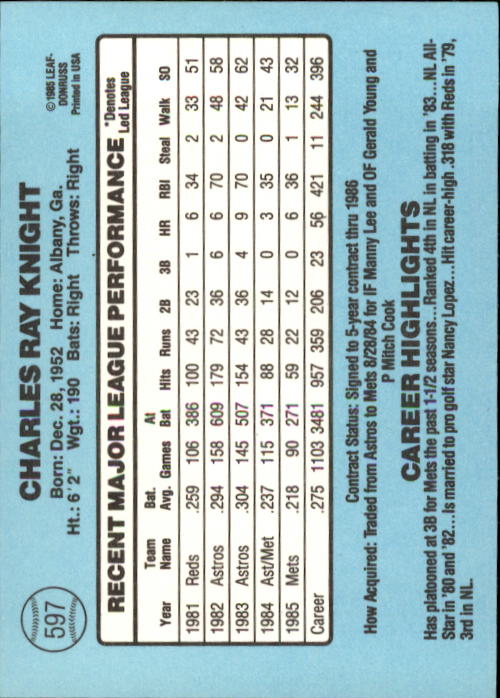 597
CHARLES RAY KNIGHT
Born: Dec. 28, 1952 Home: Albany, Ga.
Ht.: 6' 2" Wgt.: 190 Bats: Right Throws: Right
©1985 LEAF-
DONRUSS
Printed in USA
RECENT MAJOR LEAGUE PERFORMANCE
*Denotes
Led League
Year Team Name Bat. Avg. Games At Bat Hits Runs 2B 3B HR RBI Steal Walk SO
1981 Reds .259 106 386 100 43 23 1 6 34 2 33 51
1982 Astros .294 158 609 179 72 36 6 6 70 2 48 58
1983 Astros .304 145 507 154 43 36 4 9 70 0 42 62
1984 Ast/Met .237 115 371 88 28 14 0 3 35 0 21 43
1985 Mets .218 90 271 59 22 12 0 6 36 1 13 32
Career .275 1103 3481 957 359 206 23 56 421 11 244 396
Contract Status: Signed to 5-year contract thru 1986
How Acquired: Traded from Astros to Mets 8/28/84 for IF Manny Lee and OF Gerald Young and
P Mitch Cook
CAREER HIGHLIGHTS
Has platooned at 3B for Mets the past 1-1/2 seasons...Ranked 4th in NL in batting in '83...NL All-
Star in '80 and '82...Is married to pro golf star Nancy Lopez...Hit career-high .318 with Reds in '79,
3rd in NL.